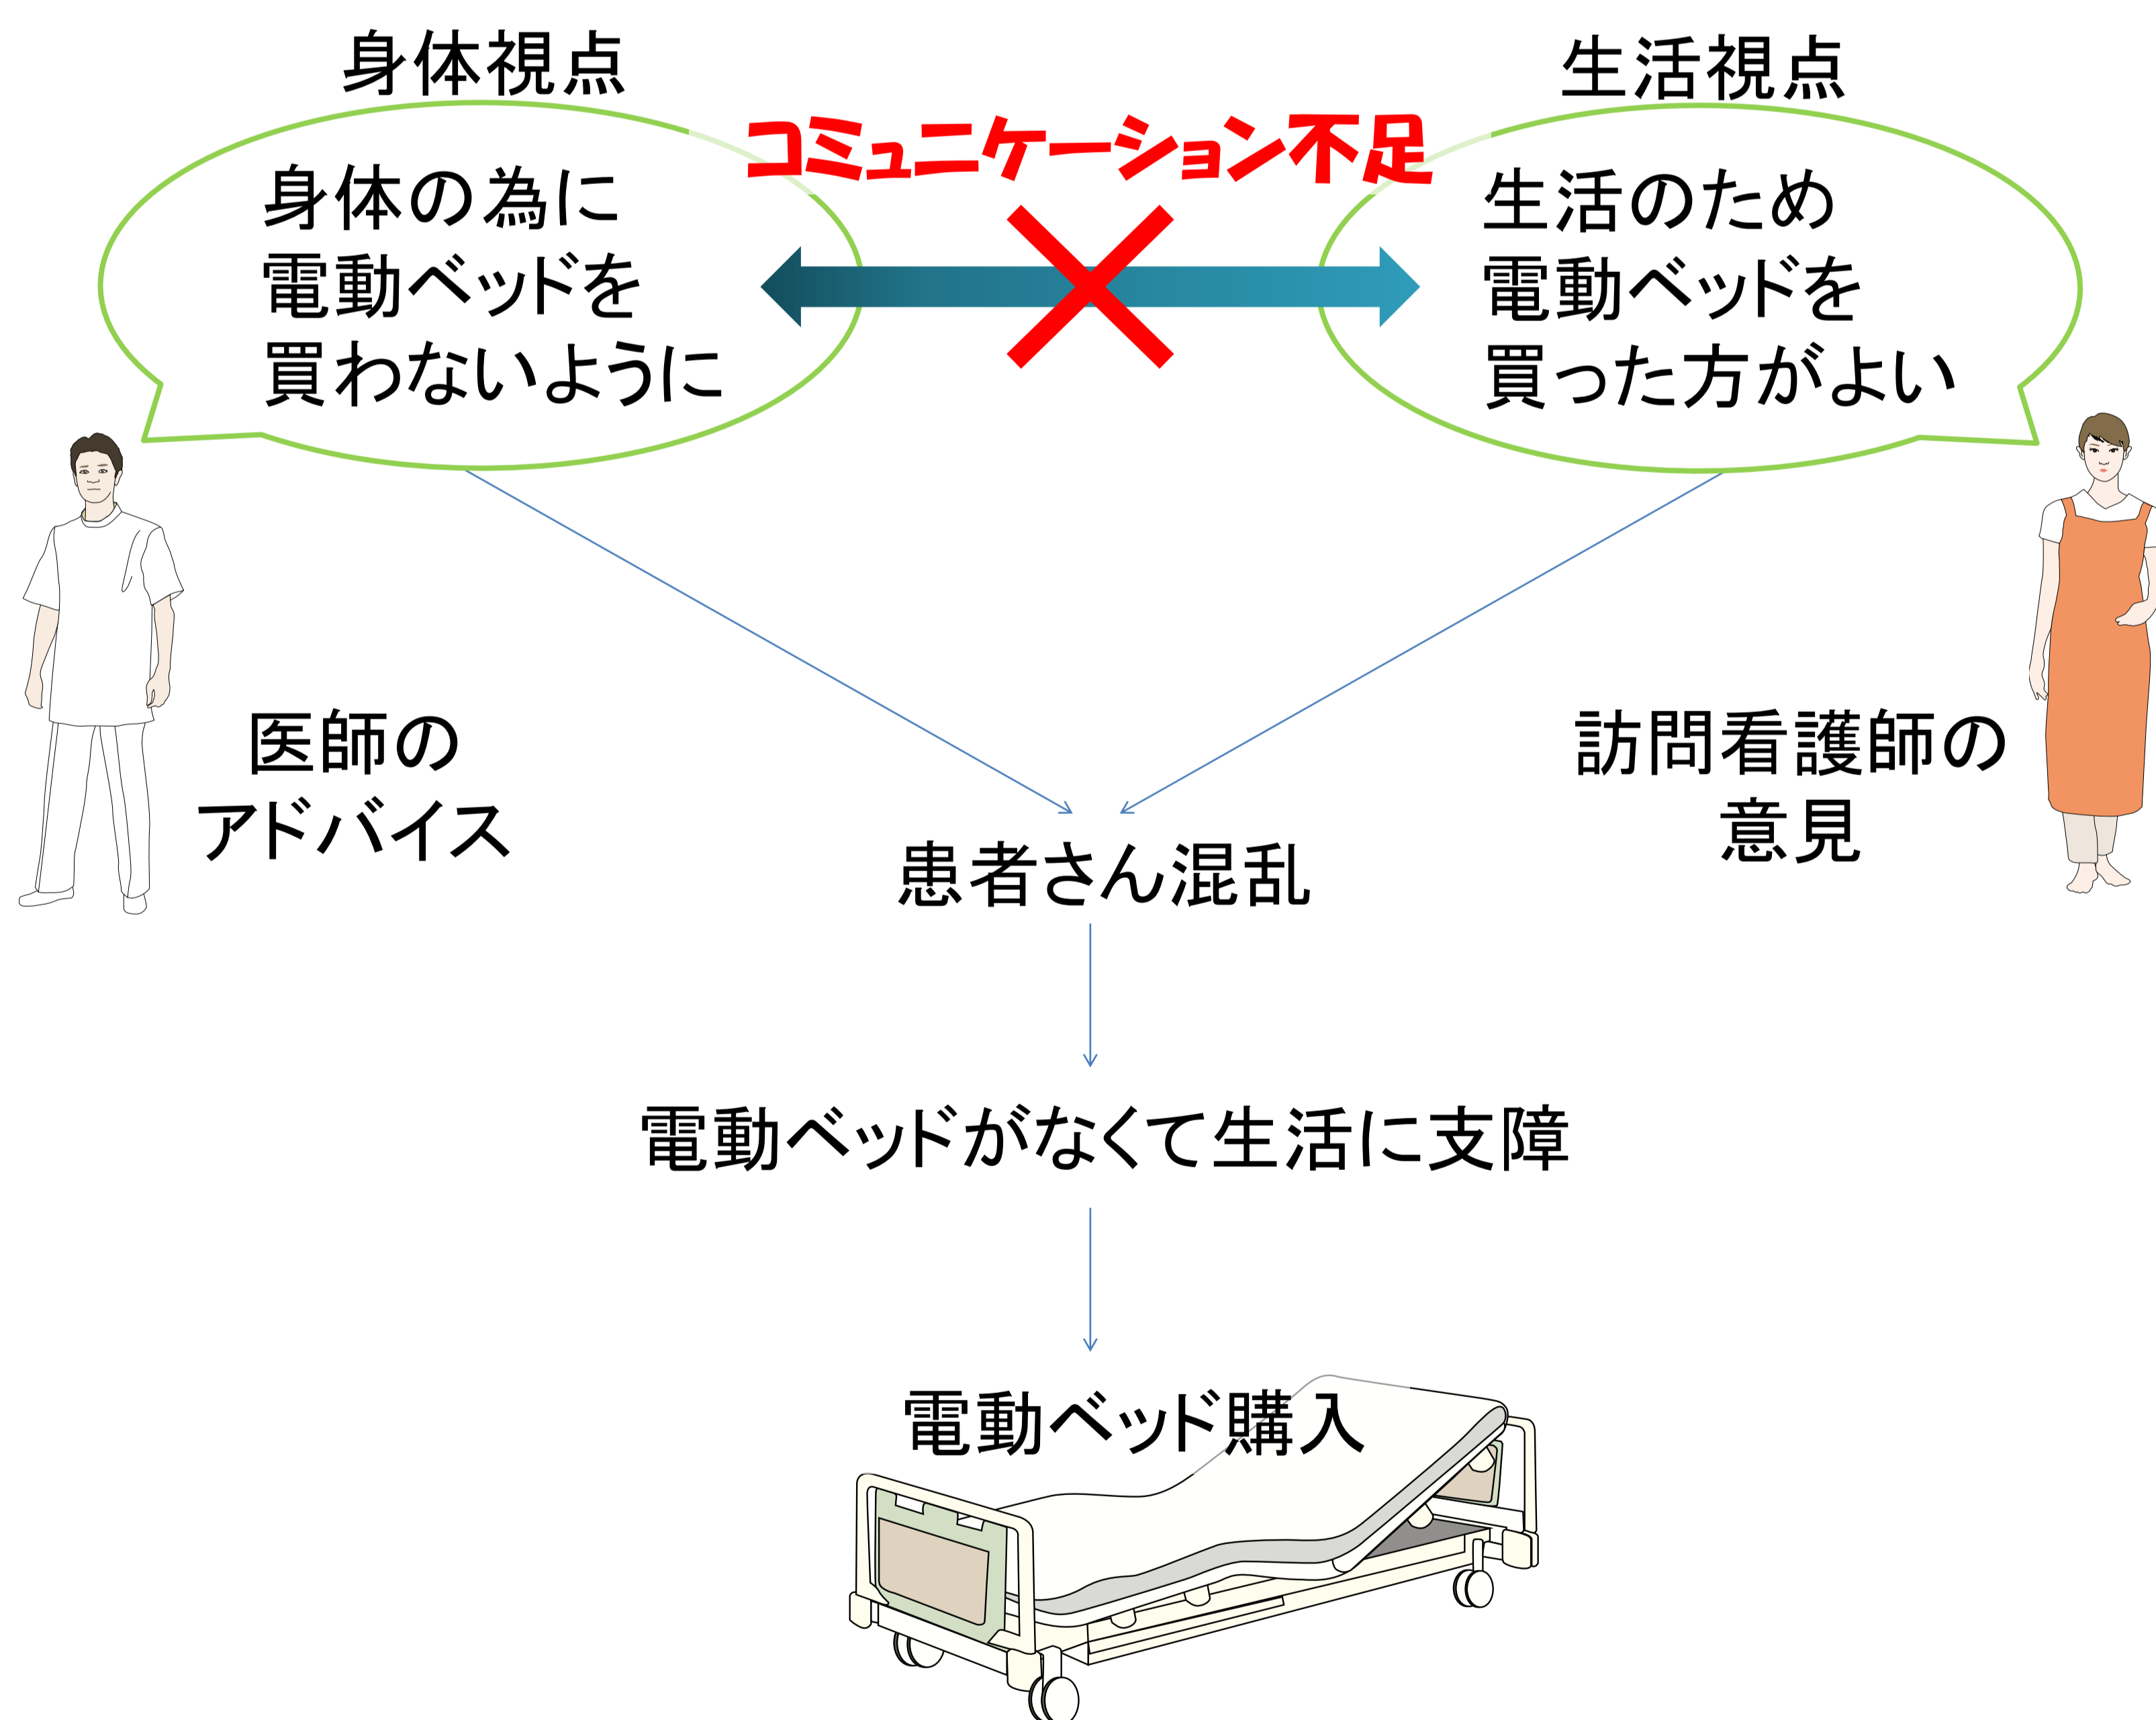 身体視点
生活視点
コミュニケーション不足
身体の為に
電動ベッドを
買わないように
生活のため
電動ベッドを
買った方がよい
医師の
アドバイス
訪問看護師の
意見
患者さん混乱
電動ベッドがなくて生活に支障
電動ベッド購入